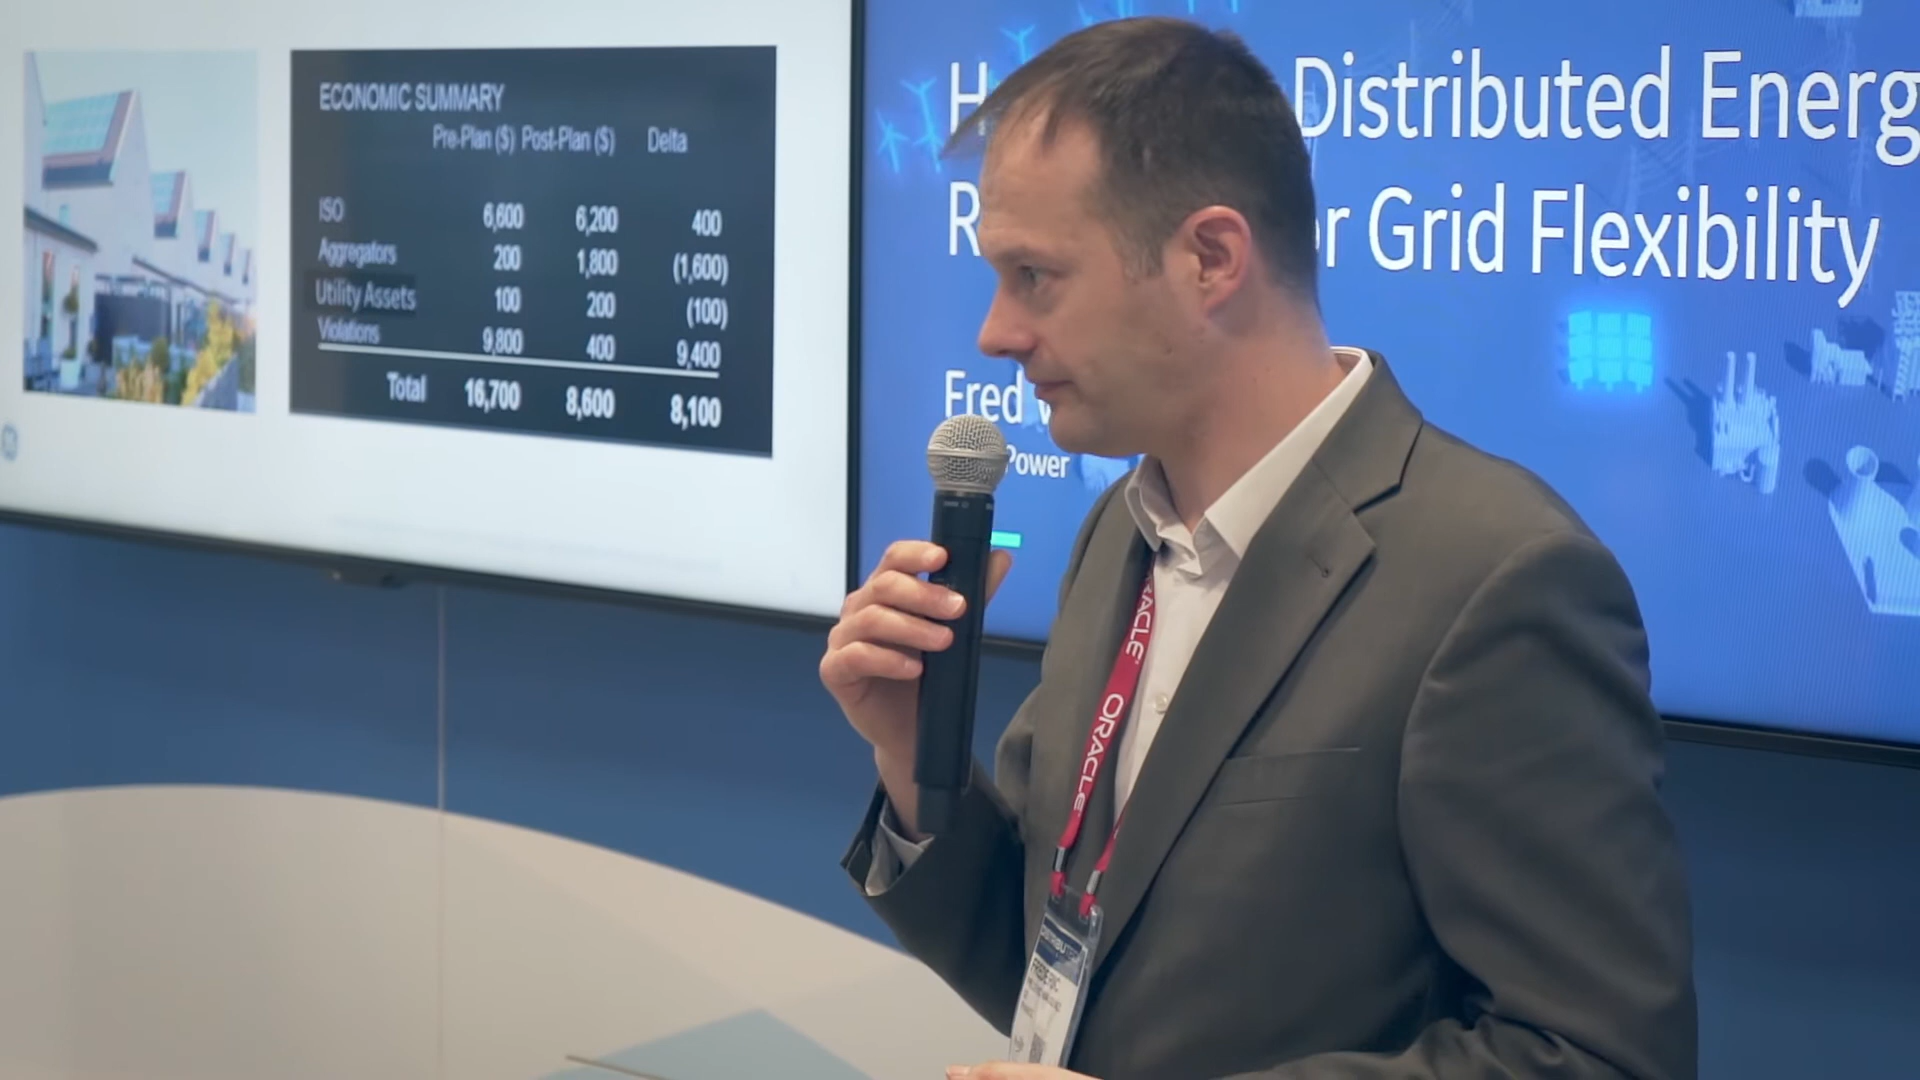 ECONOMIC SUMMARY
Pre-Plan ($) Post-Plan ($) Delta
ISO 6,600 6,200 400
Aggregators 200 1,800 (1,600)
Utility Assets 100 200 (100)
Violations 9,800 400 9,400
Total 16,700 8,600 8,100
Distributed Energ
Grid Flexibility
Fred
Power
ORACLE
ORACLE
FREDERIC